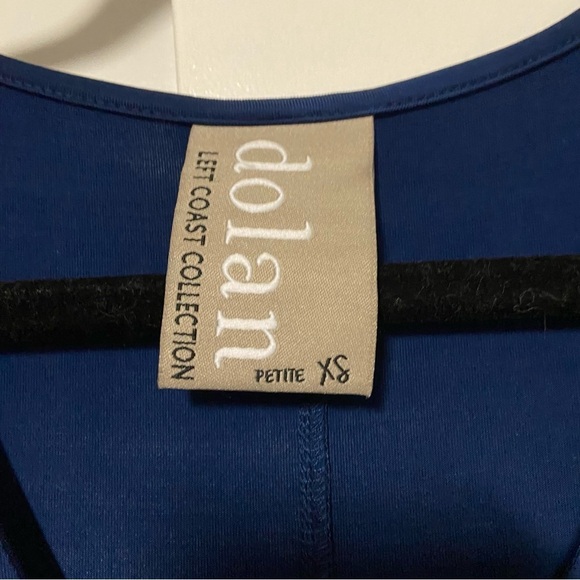 dolan
LEFT COAST COLLECTION
PETITE XS